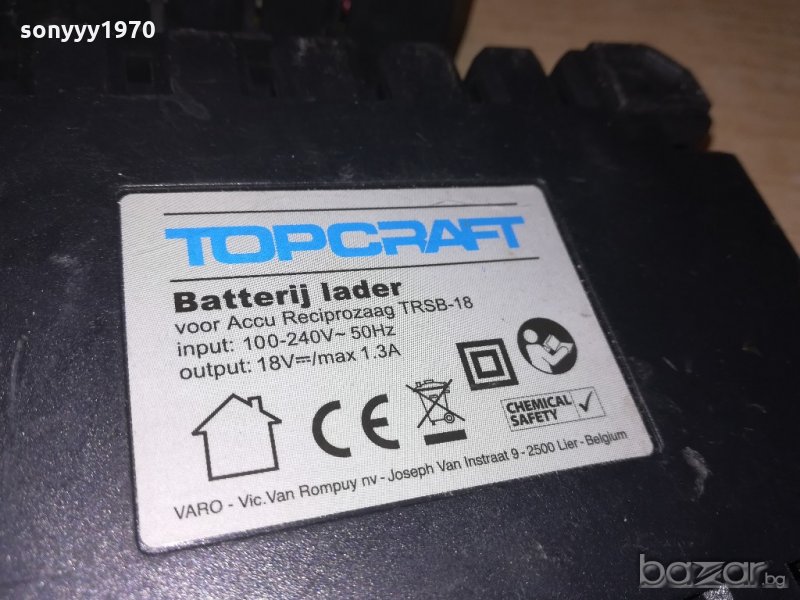 sonyyy1970
TOPCRAFT
Batterij lader
voor Accu Reciprozaag TRSB-18
input: 100-240V~ 50Hz
output: 18V⎓/max 1.3A
CE
CHEMICAL
SAFETY
VARO - Vic.Van Rompuy nv - Joseph Van Instraat 9 - 2500 Lier - Belgium
bazar.bg